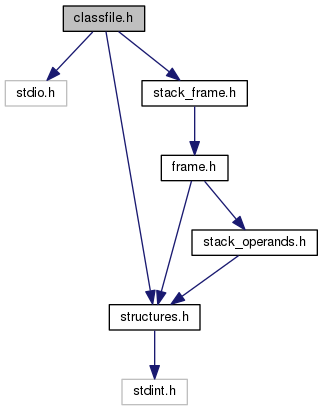 classfile.h
stdio.h
stack_frame.h
frame.h
stack_operands.h
structures.h
stdint.h